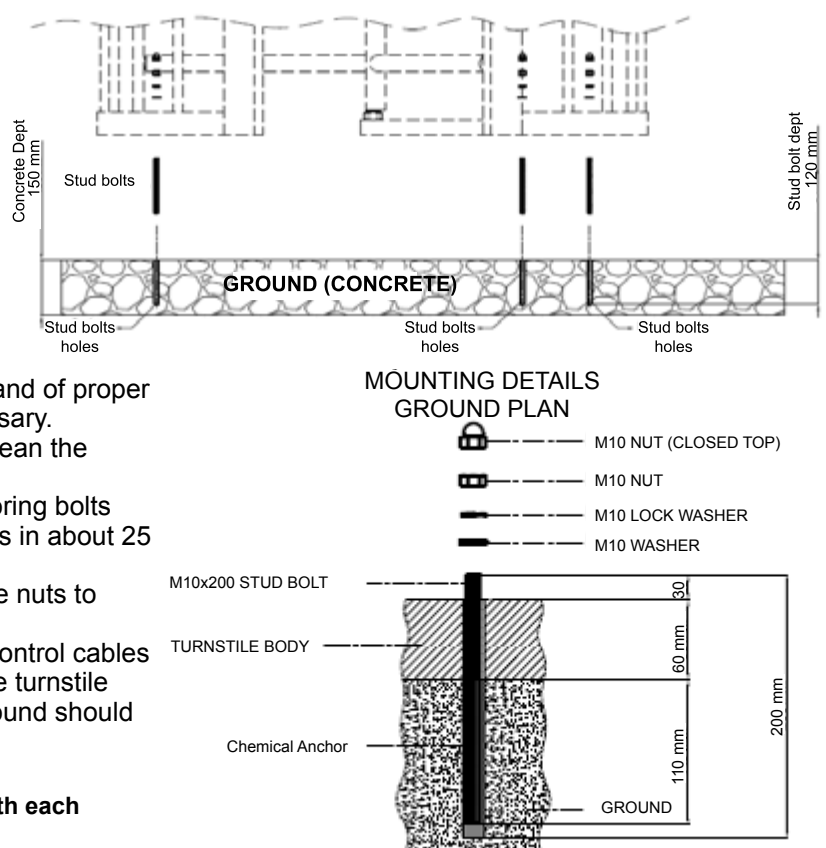 Concrete Dept
150 mm
Stud bolts
Stud bolt dept
120 mm
GROUND (CONCRETE)
Stud bolts
holes
Stud bolts
holes
Stud bolts
holes
and of proper
sary.
ean the
oring bolts
s in about 25
e nuts to
ontrol cables
e turnstile
ound should
th each
MOUNTING DETAILS
GROUND PLAN
M10 NUT (CLOSED TOP)
M10 NUT
M10 LOCK WASHER
M10 WASHER
M10x200 STUD BOLT
30
TURNSTILE BODY
60 mm
200 mm
Chemical Anchor
110 mm
GROUND